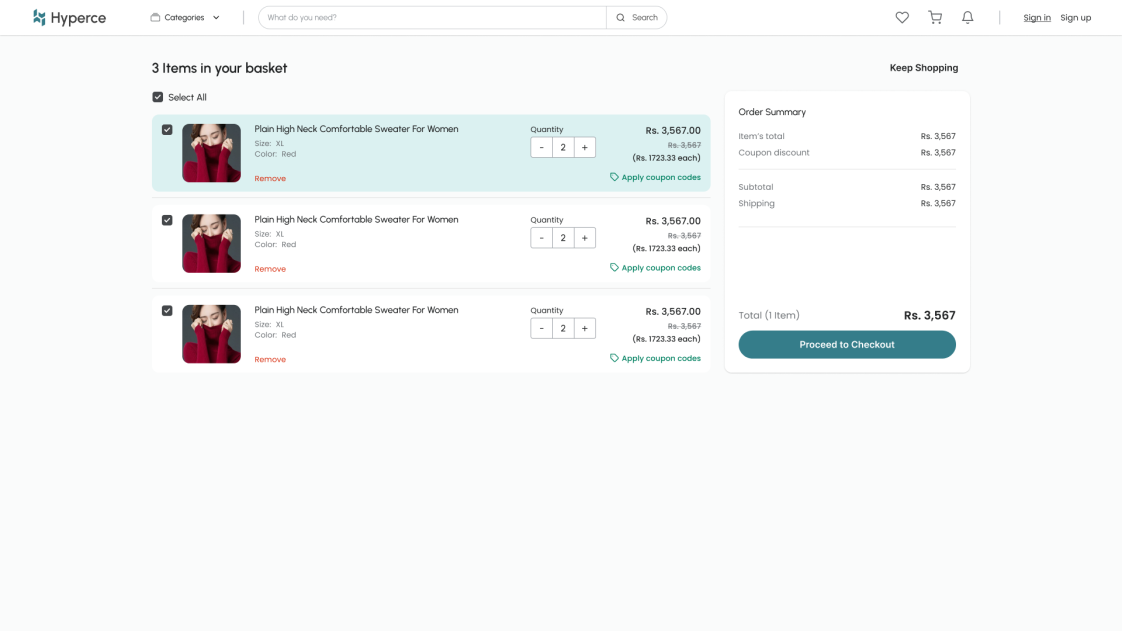 Hyperce
Categories
What do you need?
Search
Sign in
Sign up
3 Items in your basket
Keep Shopping
Select All
Plain High Neck Comfortable Sweater For Women
Size: XL
Color: Red
Remove
Quantity
- 2 +
Rs. 3,567.00
Rs. 3,567
(Rs. 1723.33 each)
Apply coupon codes
Plain High Neck Comfortable Sweater For Women
Size: XL
Color: Red
Remove
Quantity
- 2 +
Rs. 3,567.00
Rs. 3,567
(Rs. 1723.33 each)
Apply coupon codes
Plain High Neck Comfortable Sweater For Women
Size: XL
Color: Red
Remove
Quantity
- 2 +
Rs. 3,567.00
Rs. 3,567
(Rs. 1723.33 each)
Apply coupon codes
Order Summary
Item's total Rs. 3,567
Coupon discount Rs. 3,567
Subtotal Rs. 3,567
Shipping Rs. 3,567
Total (1 Item) Rs. 3,567
Proceed to Checkout